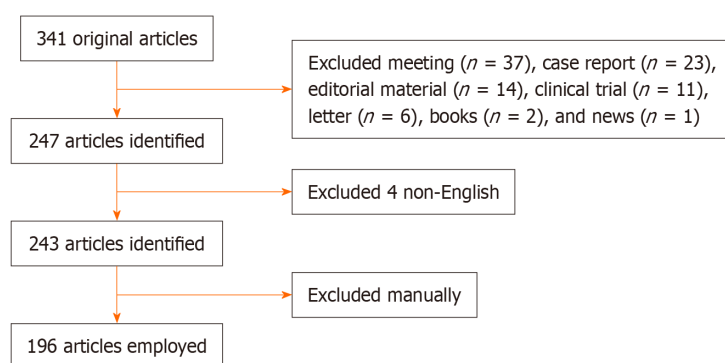 341 original articles
Excluded meeting (n = 37), case report (n = 23),
editorial material (n = 14), clinical trial (n = 11),
letter (n = 6), books (n = 2), and news (n = 1)
247 articles identified
Excluded 4 non-English
243 articles identified
Excluded manually
196 articles employed